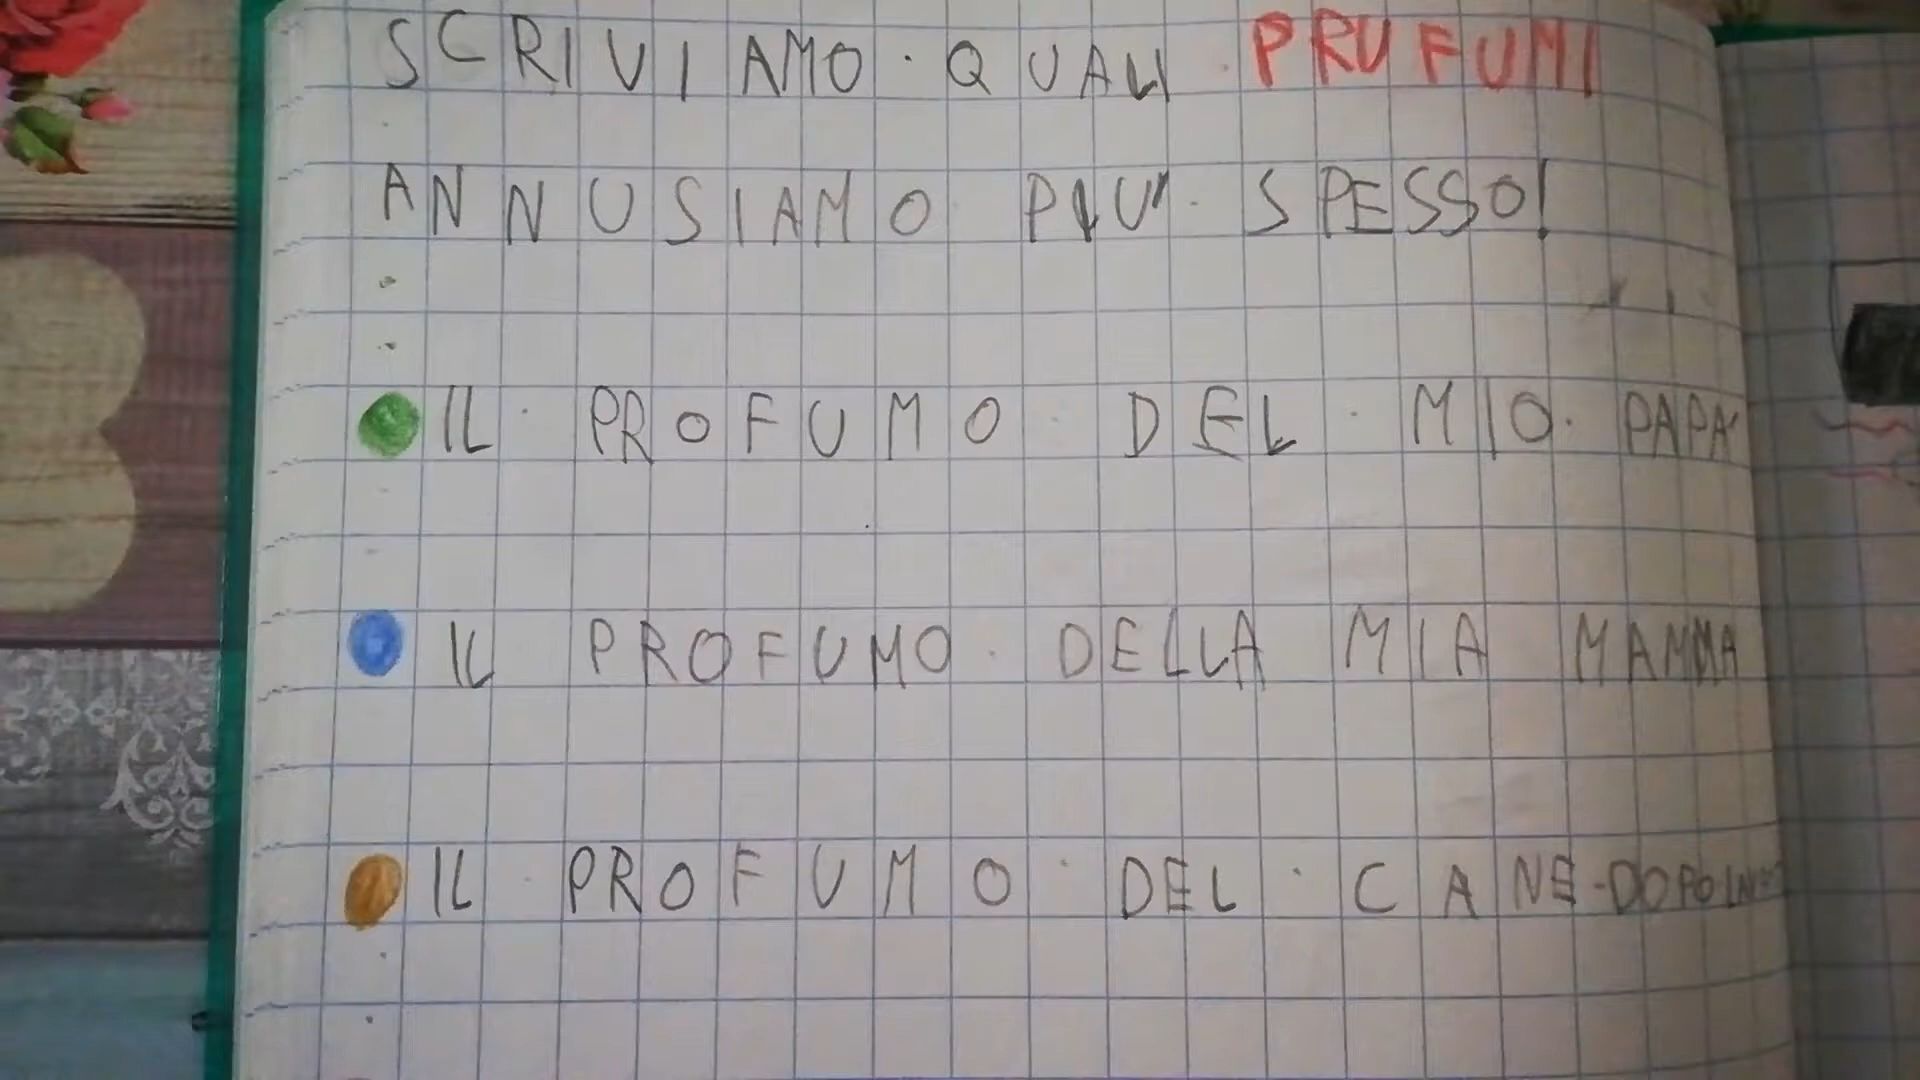 SCRIVIAMO QUALI PRUFUMI
ANNUSIAMO PIU' SPESSO!
IL PROFUMO DEL MIO PAPA'
IL PROFUMO DELLA MIA MAMMA
IL PROFUMO DEL CANE DOPO